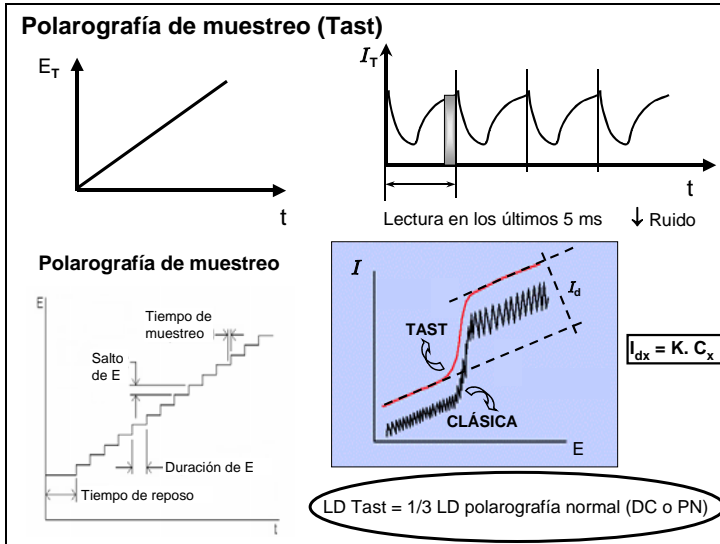 Polarografía de muestreo (Tast)
E_T
t
I_T
t
Lectura en los últimos 5 ms ↓ Ruido
Polarografía de muestreo
E
Tiempo de
muestreo
Salto
de E
Duración de E
Tiempo de reposo
t
I
I_d
TAST
CLÁSICA
E
I_dx = K. C_x
LD Tast = 1/3 LD polarografía normal (DC o PN)